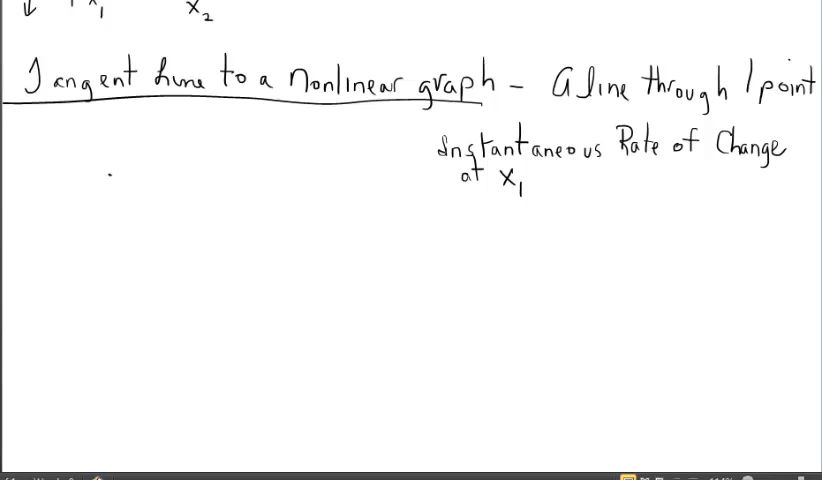 x₁ x₂
Tangent Line to a Nonlinear graph - A line through 1 point
Instantaneous Rate of Change
at x₁